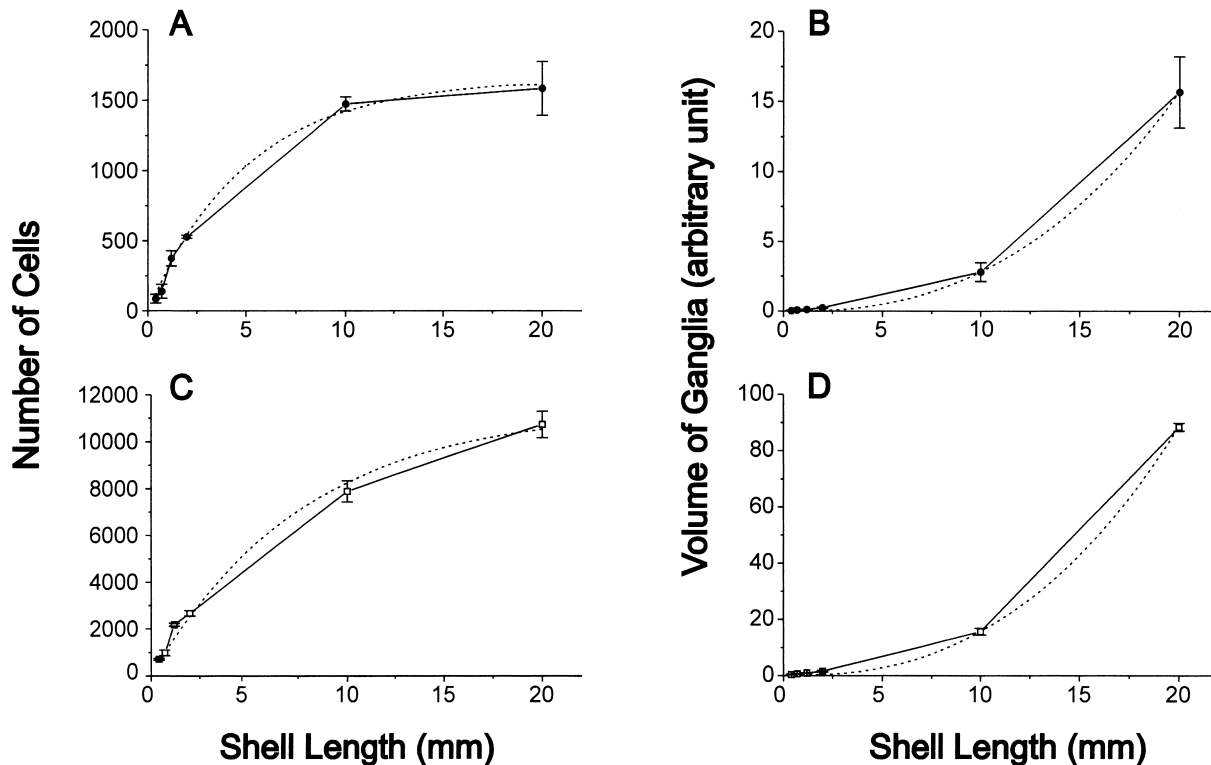 A
2000
1500
1000
500
0
0 5 10 15 20
B
20
15
10
5
0
0 5 10 15 20
C
12000
10000
8000
6000
4000
2000
0
0 5 10 15 20
D
100
80
60
40
20
0
0 5 10 15 20
Number of Cells
Volume of Ganglia (arbitrary unit)
Shell Length (mm)
Shell Length (mm)